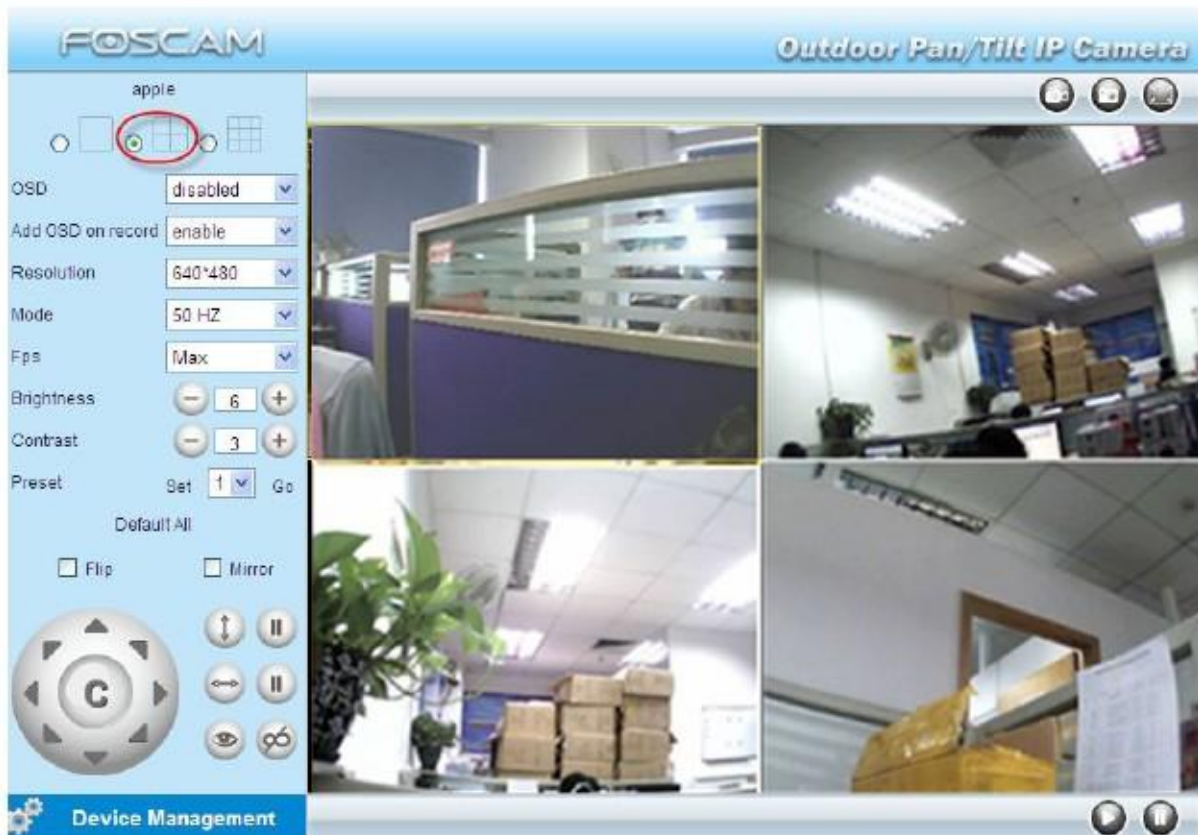 FOSCAM
Outdoor Pan/Tilt IP Camera
apple
OSD disabled
Add OSD on record enable
Resolution 640*480
Mode 50 HZ
Fps Max
Brightness 6
Contrast 3
Preset Set 1 Go
Default All
Flip Mirror
C
Device Management